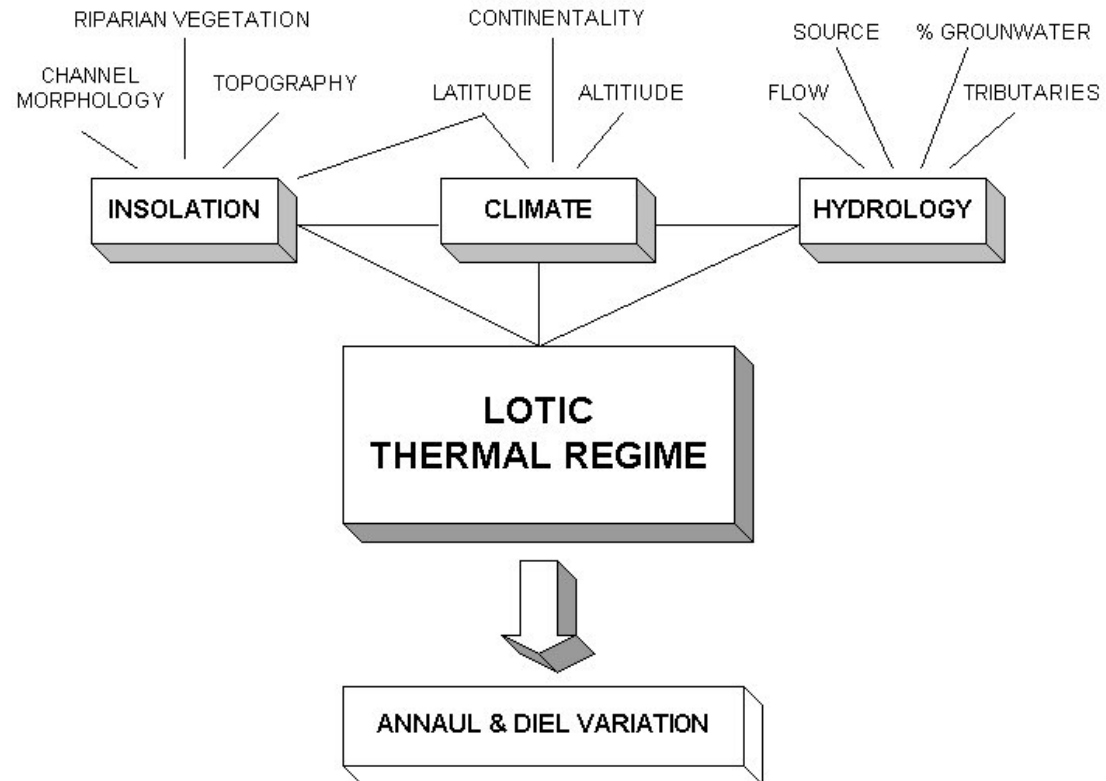 RIPARIAN VEGETATION
CONTINENTALITY
SOURCE
% GROUNWATER
CHANNEL
MORPHOLOGY
TOPOGRAPHY
LATITUDE
ALTITIUDE
FLOW
TRIBUTARIES
INSOLATION
CLIMATE
HYDROLOGY
LOTIC
THERMAL REGIME
ANNAUL & DIEL VARIATION